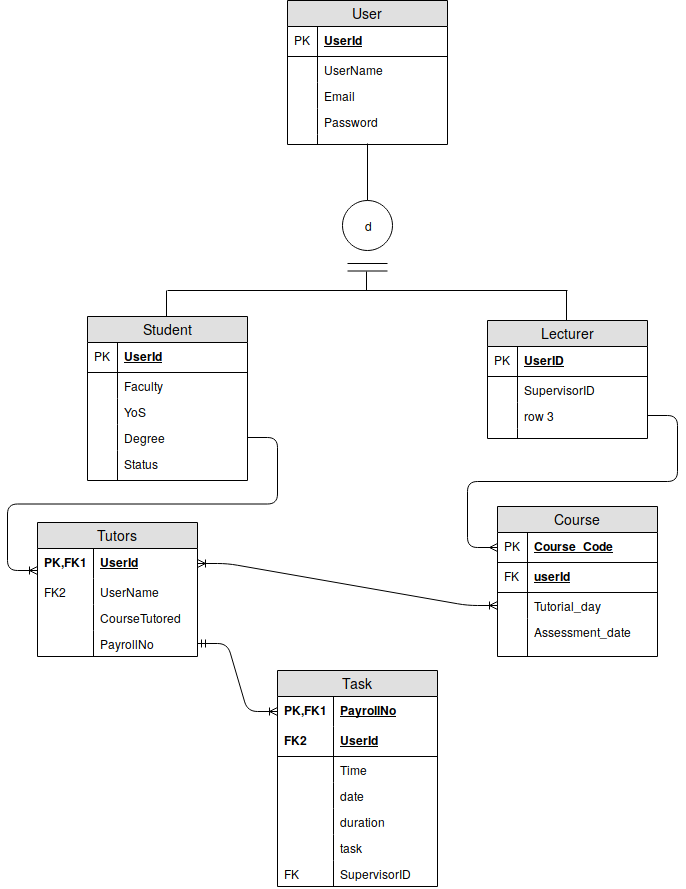 User
PK UserId
UserName
Email
Password
d
Student
PK UserId
Faculty
YoS
Degree
Status
Lecturer
PK UserID
SupervisorID
row 3
Tutors
PK,FK1 UserId
FK2 UserName
CourseTutored
PayrollNo
Course
PK Course_Code
FK userId
Tutorial_day
Assessment_date
Task
PK,FK1 PayrollNo
FK2 UserId
Time
date
duration
task
FK SupervisorID